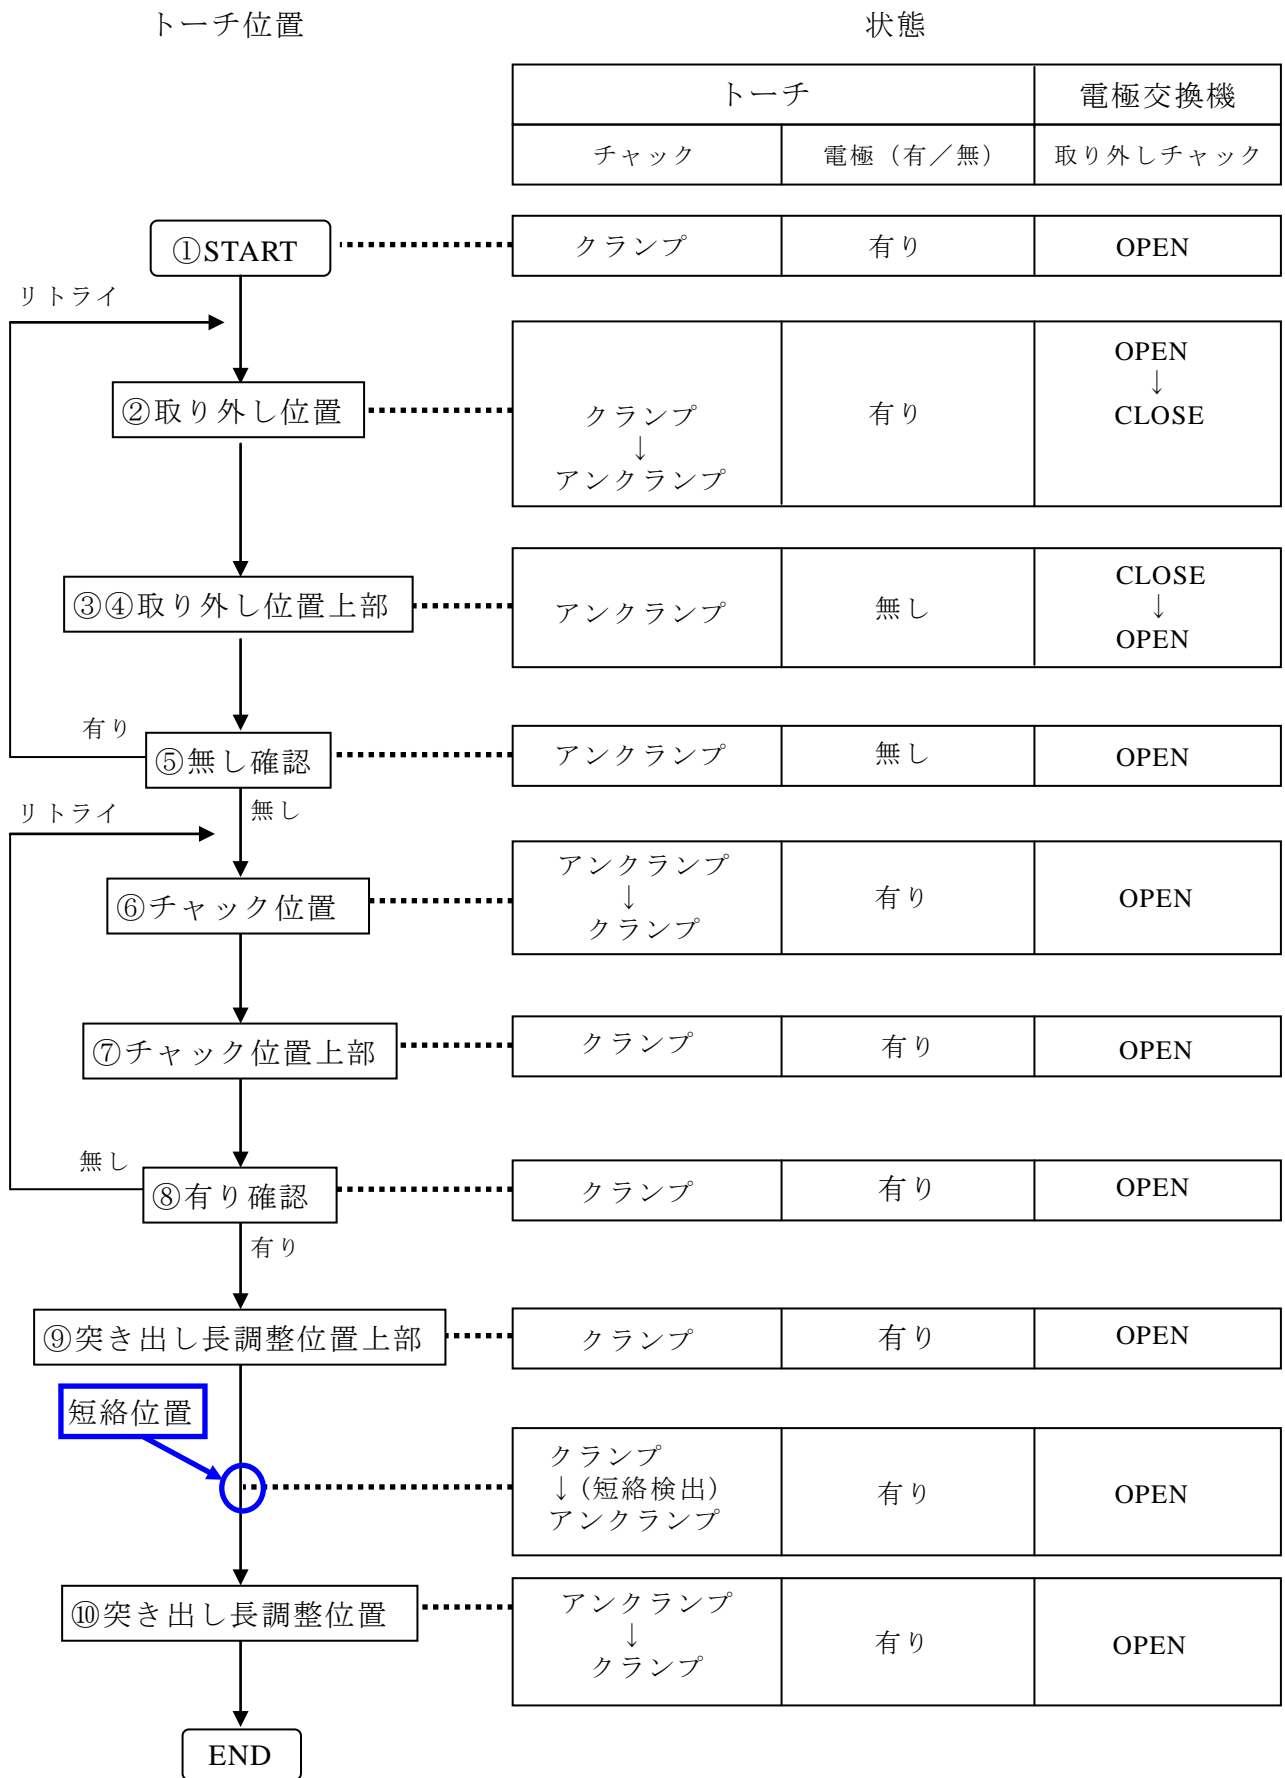 トーチ位置
状態
トーチ
電極交換機
チャック
電極（有／無）
取り外しチャック
①START
クランプ
有り
OPEN
リトライ
②取り外し位置
クランプ
↓
アンクランプ
有り
OPEN
↓
CLOSE
③④取り外し位置上部
アンクランプ
無し
CLOSE
↓
OPEN
有り
⑤無し確認
無し
アンクランプ
無し
OPEN
リトライ
⑥チャック位置
アンクランプ
↓
クランプ
有り
OPEN
⑦チャック位置上部
クランプ
有り
OPEN
無し
⑧有り確認
有り
クランプ
有り
OPEN
⑨突き出し長調整位置上部
クランプ
有り
OPEN
短絡位置
クランプ
↓(短絡検出)
アンクランプ
有り
OPEN
⑩突き出し長調整位置
アンクランプ
↓
クランプ
有り
OPEN
END